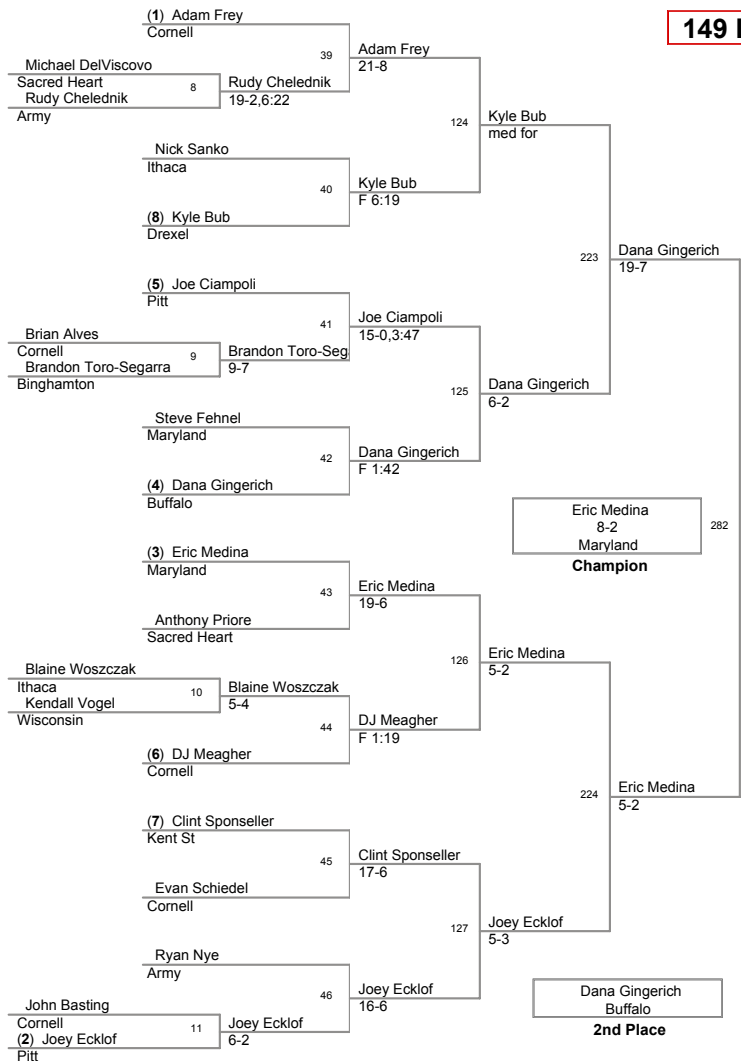 (1) Adam Frey
Cornell
149
39
Adam Frey
21-8
Michael DelViscovo
Sacred Heart
8
Rudy Chelednik
19-2,6:22
Rudy Chelednik
Army
124
Kyle Bub
med for
Nick Sanko
Ithaca
40
Kyle Bub
F 6:19
(8) Kyle Bub
Drexel
223
Dana Gingerich
19-7
(5) Joe Ciampoli
Pitt
41
Joe Ciampoli
15-0,3:47
Brian Alves
Cornell
9
Brandon Toro-Seg
9-7
Brandon Toro-Segarra
Binghamton
125
Dana Gingerich
6-2
Steve Fehnel
Maryland
42
Dana Gingerich
F 1:42
(4) Dana Gingerich
Buffalo
Eric Medina
8-2
Maryland
282
Champion
(3) Eric Medina
Maryland
43
Eric Medina
19-6
Anthony Priore
Sacred Heart
126
Eric Medina
5-2
Blaine Woszczak
Ithaca
10
Blaine Woszczak
5-4
Kendall Vogel
Wisconsin
44
DJ Meagher
F 1:19
(6) DJ Meagher
Cornell
224
Eric Medina
5-2
(7) Clint Sponseller
Kent St
45
Clint Sponseller
17-6
Evan Schiedel
Cornell
127
Joey Ecklof
5-3
Ryan Nye
Army
46
Joey Ecklof
16-6
John Basting
Cornell
11
Joey Ecklof
6-2
(2) Joey Ecklof
Pitt
Dana Gingerich
Buffalo
2nd Place